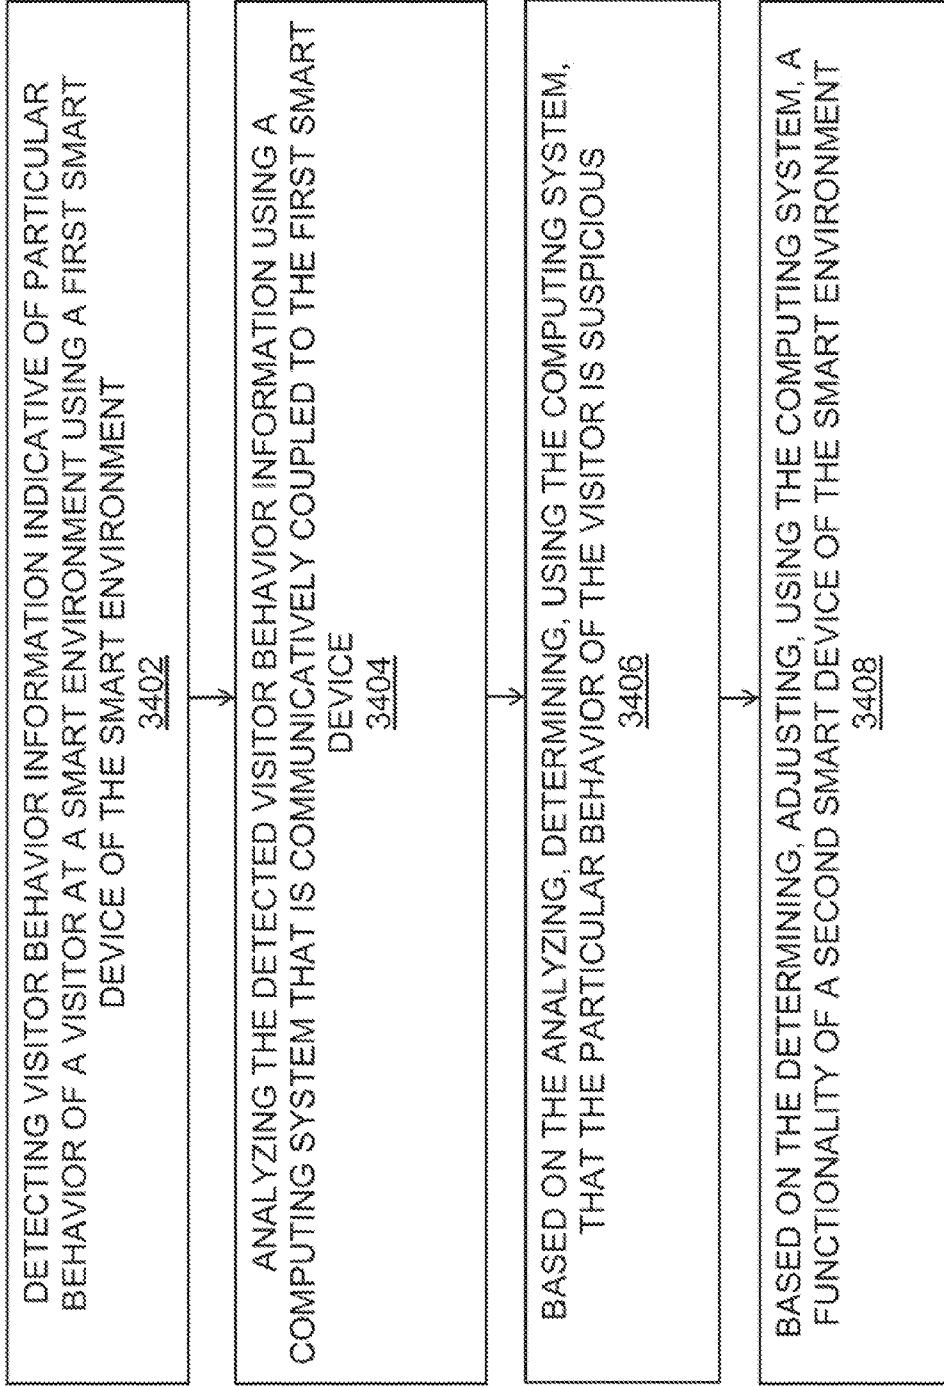 DETECTING VISITOR BEHAVIOR INFORMATION INDICATIVE OF PARTICULAR
BEHAVIOR OF A VISITOR AT A SMART ENVIRONMENT USING A FIRST SMART
DEVICE OF THE SMART ENVIRONMENT
3402
ANALYZING THE DETECTED VISITOR BEHAVIOR INFORMATION USING A
COMPUTING SYSTEM THAT IS COMMUNICATIVELY COUPLED TO THE FIRST SMART
DEVICE
3404
BASED ON THE ANALYZING, DETERMINING, USING THE COMPUTING SYSTEM,
THAT THE PARTICULAR BEHAVIOR OF THE VISITOR IS SUSPICIOUS
3406
BASED ON THE DETERMINING, ADJUSTING, USING THE COMPUTING SYSTEM, A
FUNCTIONALITY OF A SECOND SMART DEVICE OF THE SMART ENVIRONMENT
3408